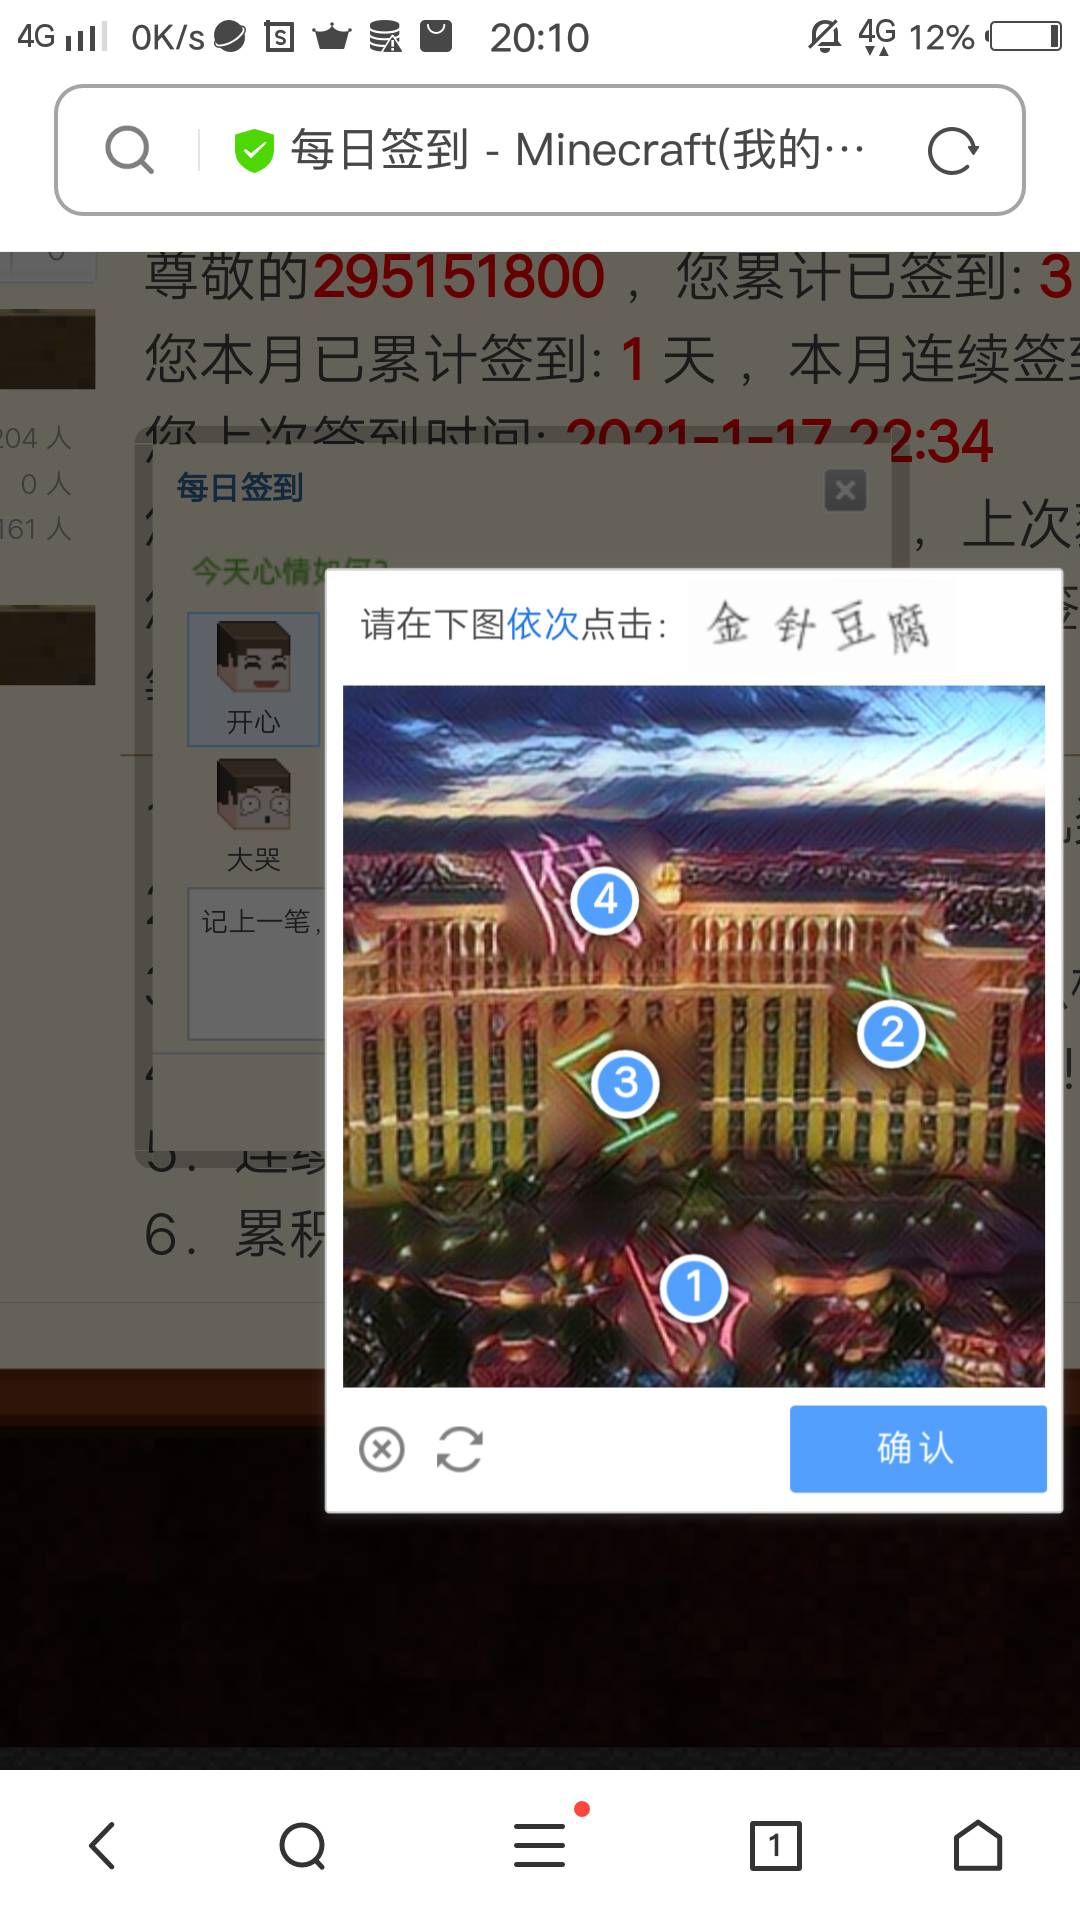 4G 0K/s 20:10 4G 12%
每日签到 - Minecraft(我的…
尊敬的295151800，您累计已签到: 3
您本月已累计签到: 1 天，本月连续签到
您上次签到时间: 2021-1-17 22:34
204 人
0 人
161 人
每日签到
，上次
今天心情如何?
请在下图依次点击：金针豆腐
开心
大哭
记上一笔，
腐
4
2
3
1
5. 连续
6. 累积
确认
1